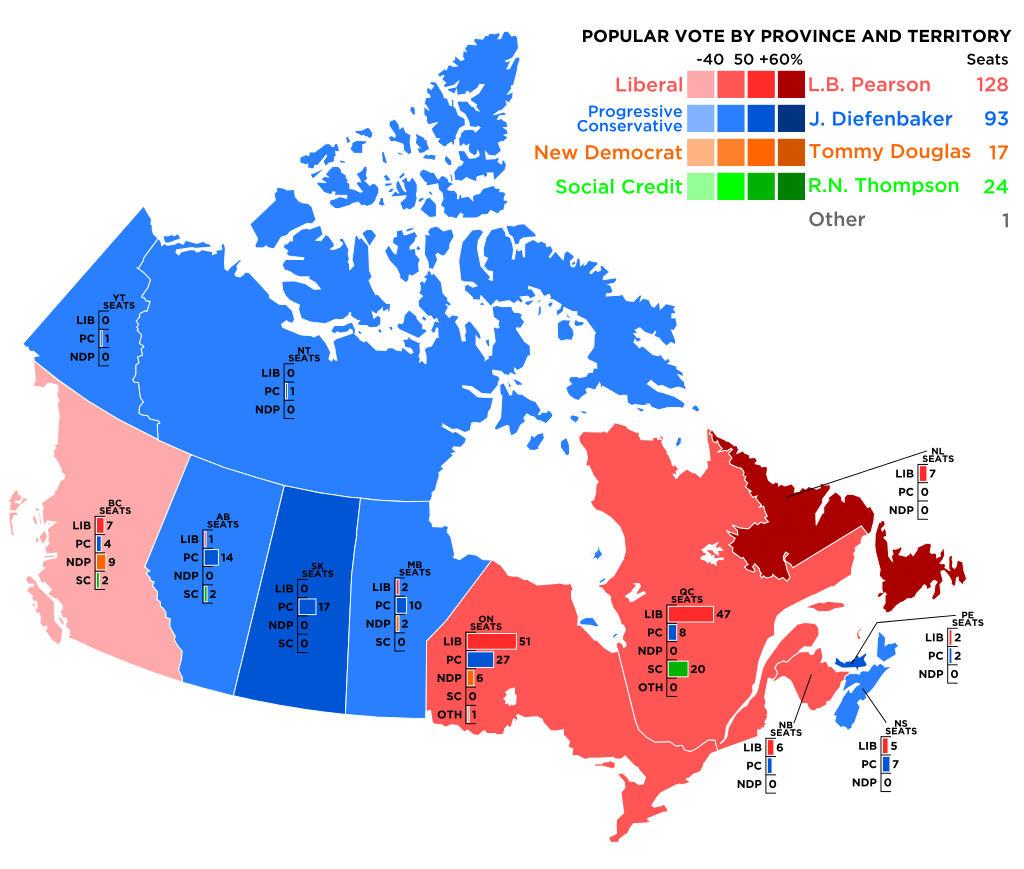 POPULAR VOTE BY PROVINCE AND TERRITORY
-40 50 +60% Seats
Liberal L.B. Pearson 128
Progressive
Conservative J. Diefenbaker 93
New Democrat Tommy Douglas 17
Social Credit R.N. Thompson 24
Other 1
YT
SEATS
LIB 0
PC 1
NDP 0
NT
SEATS
LIB 0
PC 1
NDP 0
BC
SEATS
LIB 7
PC 4
NDP 9
SC 2
AB
SEATS
LIB 1
PC 14
NDP 0
SC 2
SK
SEATS
LIB 0
PC 17
NDP 0
SC 0
MB
SEATS
LIB 2
PC 10
NDP 2
SC 0
ON
SEATS
LIB 51
PC 27
NDP 6
SC 0
OTH 1
QC
SEATS
LIB 47
PC 8
NDP 0
SC 20
OTH 0
NL
SEATS
LIB 7
PC 0
NDP 0
PE
SEATS
LIB 2
PC 2
NDP 0
NB
SEATS
LIB 6
PC
NDP 0
NS
SEATS
LIB 5
PC 7
NDP 0